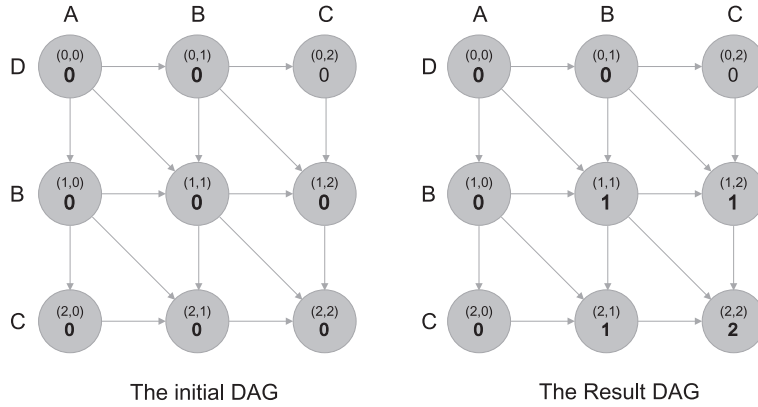 A B C A B C
D (0,0) (0,1) (0,2) D (0,0) (0,1) (0,2)
0 0 0 0 0 0
B (1,0) (1,1) (1,2) B (1,0) (1,1) (1,2)
0 0 0 0 1 1
C (2,0) (2,1) (2,2) C (2,0) (2,1) (2,2)
0 0 0 0 1 2
The initial DAG The Result DAG